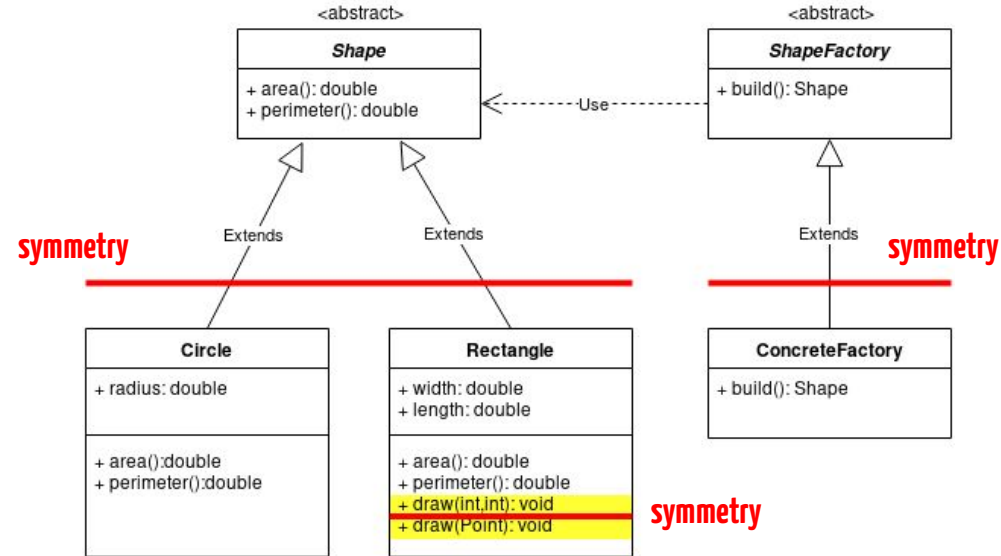 <abstract>
Shape
+ area(): double
+ perimeter(): double
Use
<abstract>
ShapeFactory
+ build(): Shape
symmetry
Extends
Extends
Extends
symmetry
Circle
+ radius: double
+ area():double
+ perimeter():double
Rectangle
+ width: double
+ length: double
+ area(): double
+ perimeter(): double
+ draw(int,int): void
+ draw(Point): void
symmetry
ConcreteFactory
+ build(): Shape